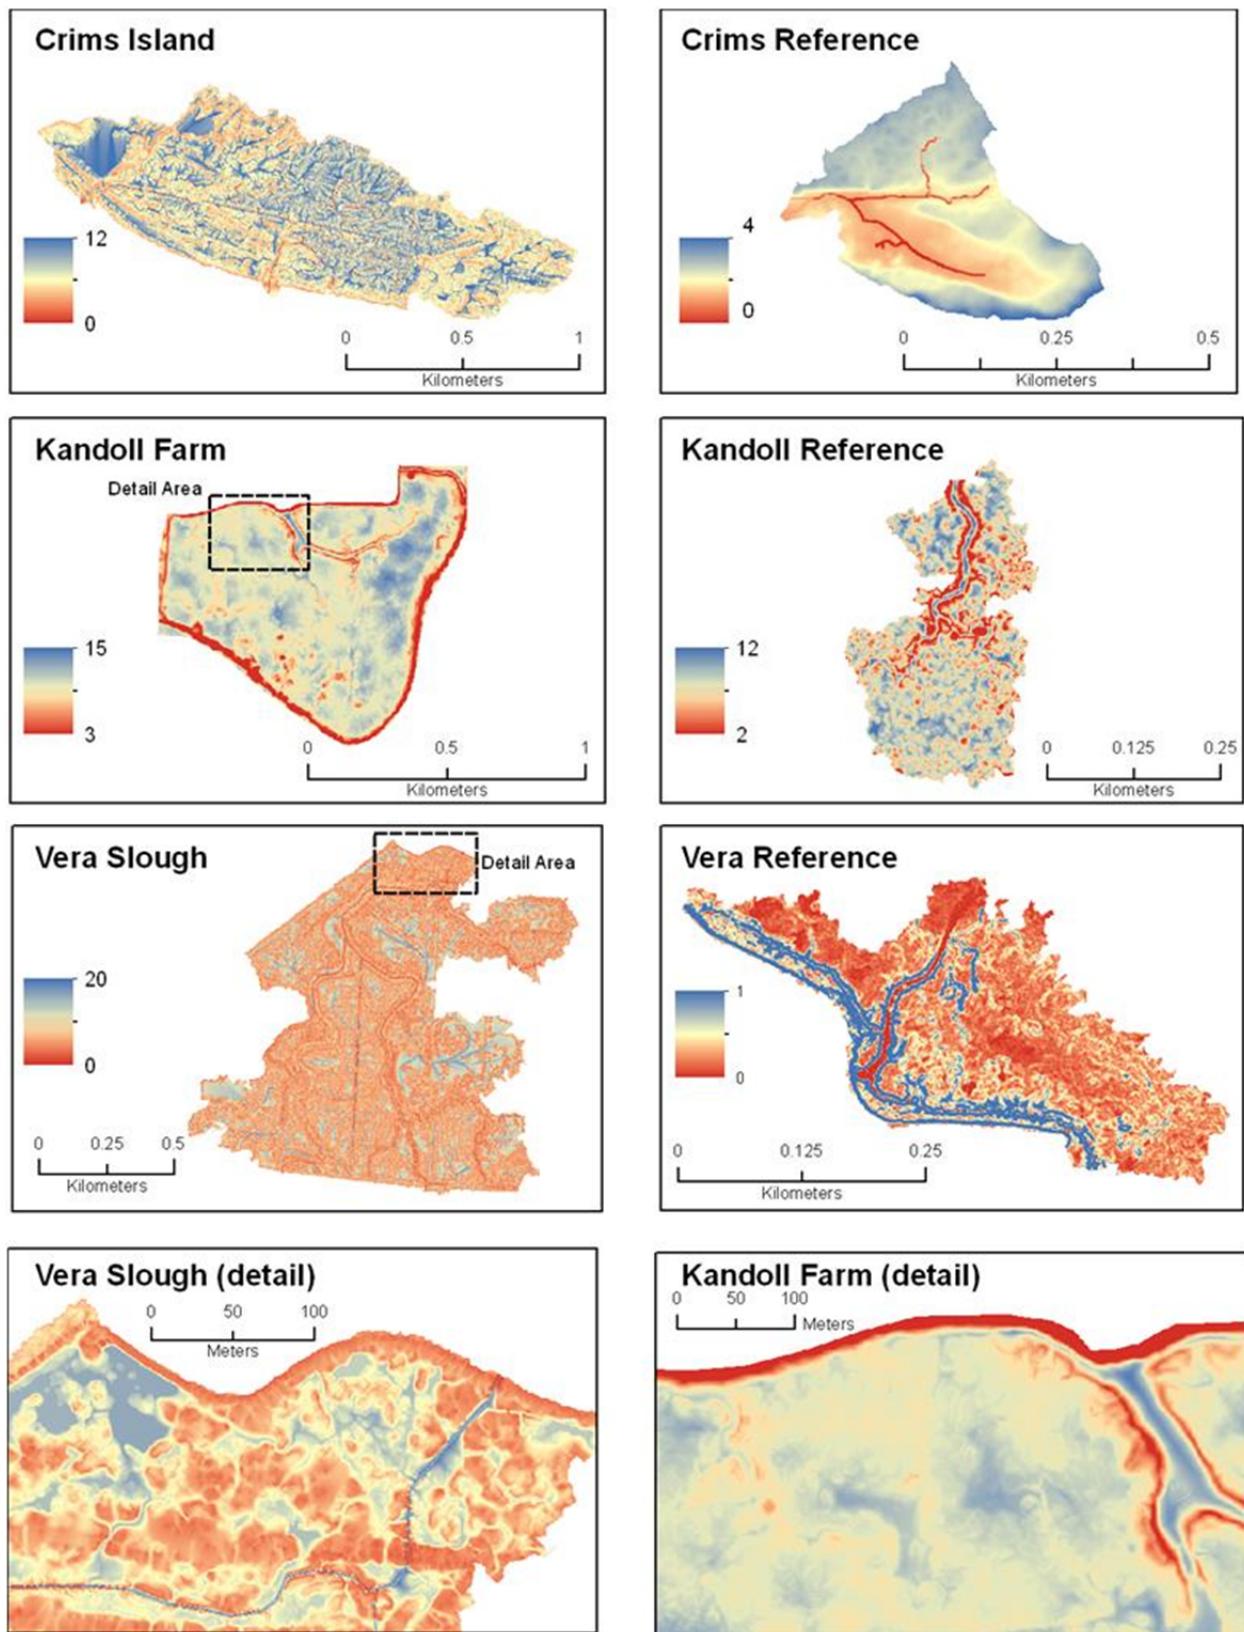 Crims Island
12
0
0 0.5 1
Kilometers
Crims Reference
4
0
0 0.25 0.5
Kilometers
Kandoll Farm
Detail Area
15
3
0 0.5 1
Kilometers
Kandoll Reference
12
2
0 0.125 0.25
Kilometers
Vera Slough
Detail Area
20
0
0 0.25 0.5
Kilometers
Vera Reference
1
0
0 0.125 0.25
Kilometers
Vera Slough (detail)
0 50 100
Meters
Kandoll Farm (detail)
0 50 100
Meters